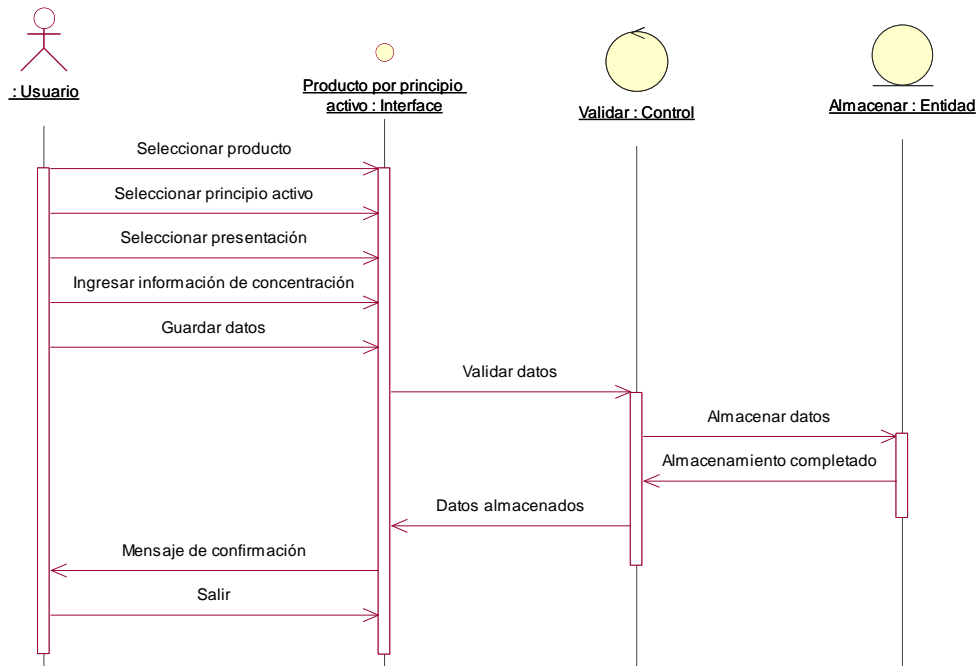 : Usuario
Producto por principio
activo : Interface
Validar : Control
Almacenar : Entidad
Seleccionar producto
Seleccionar principio activo
Seleccionar presentación
Ingresar información de concentración
Guardar datos
Validar datos
Almacenar datos
Almacenamiento completado
Datos almacenados
Mensaje de confirmación
Salir